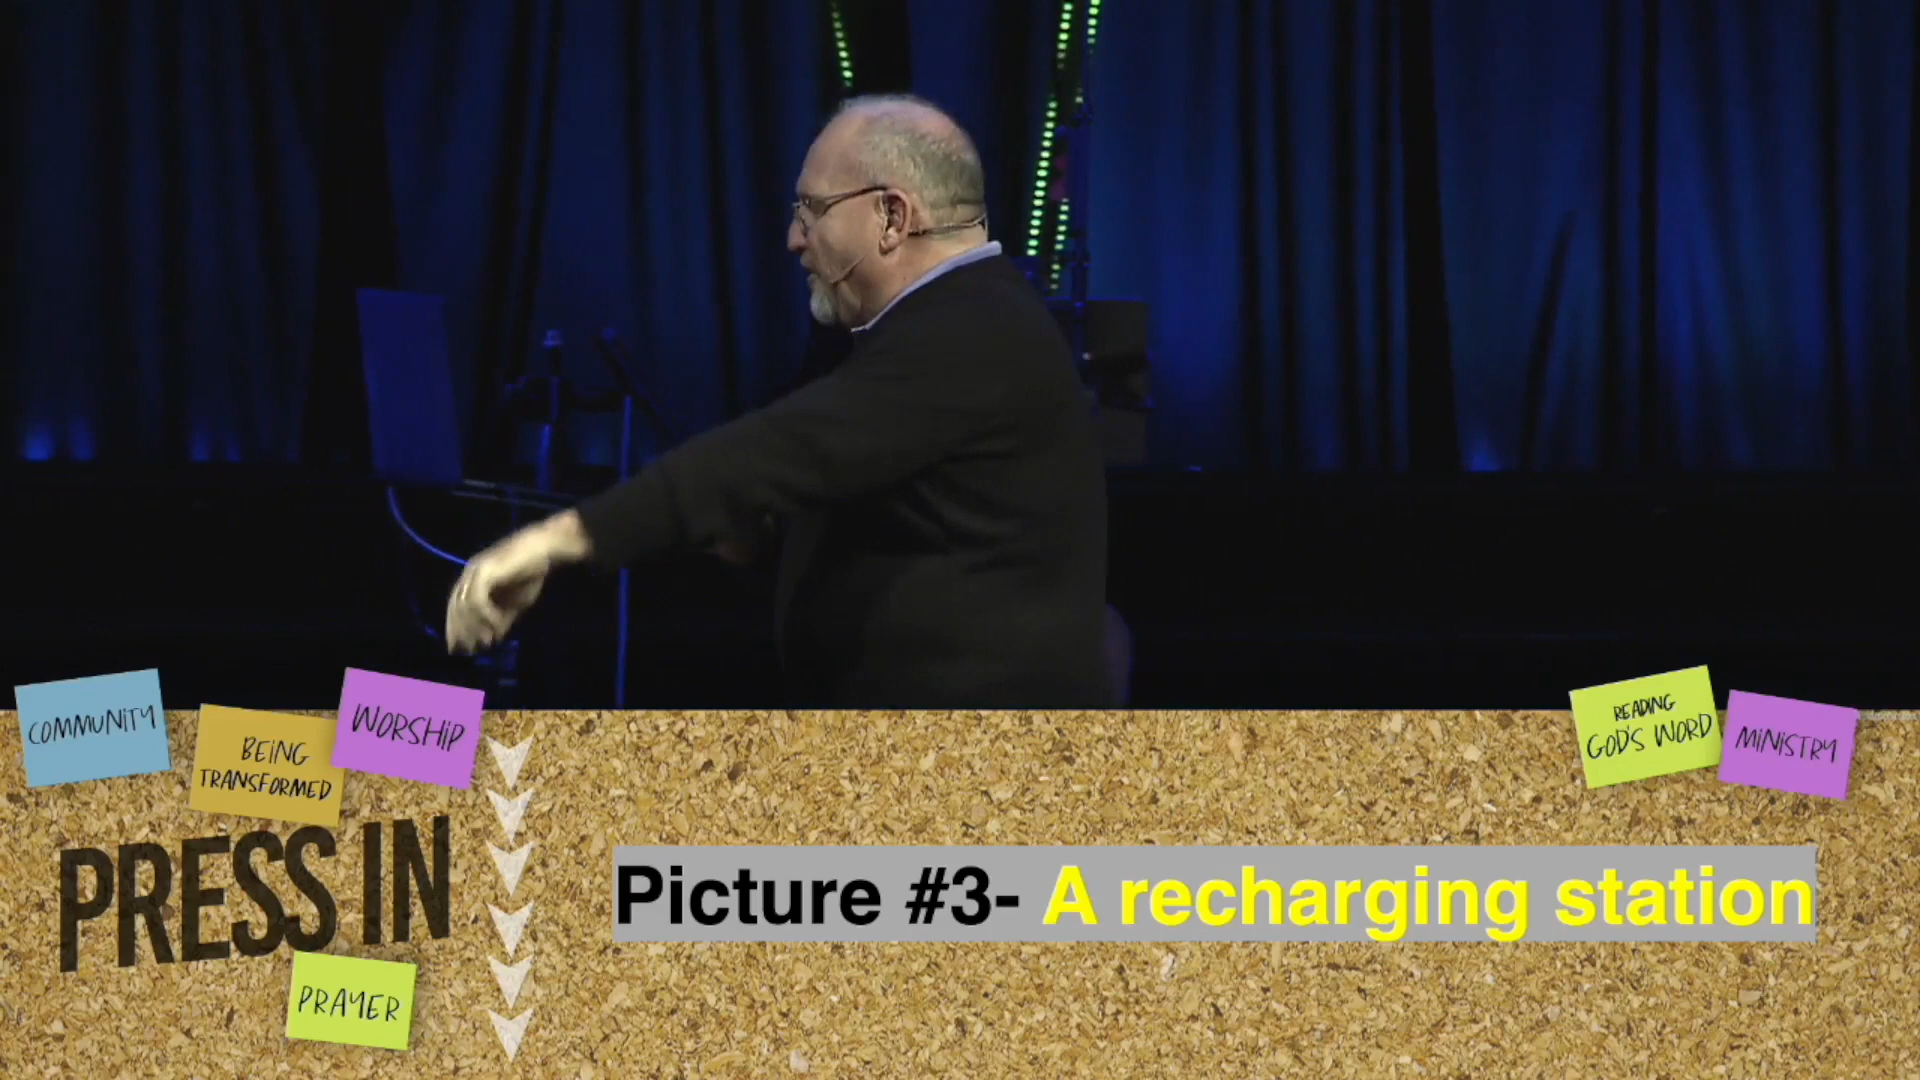 COMMUNITY
BEING
TRANSFORMED
WORSHIP
READING
GOD'S WORD
MINISTRY
PRESS IN
Picture #3- A recharging station
PRAYER